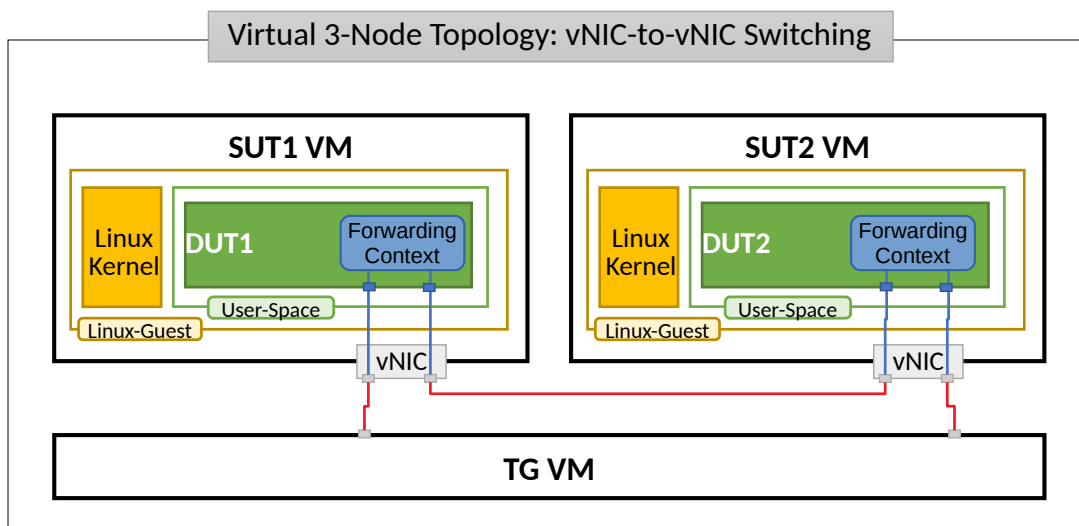 Virtual 3-Node Topology: vNIC-to-vNIC Switching
SUT1 VM
Linux
Kernel
DUT1
Forwarding
Context
User-Space
Linux-Guest
vNIC
SUT2 VM
Linux
Kernel
DUT2
Forwarding
Context
User-Space
Linux-Guest
vNIC
TG VM